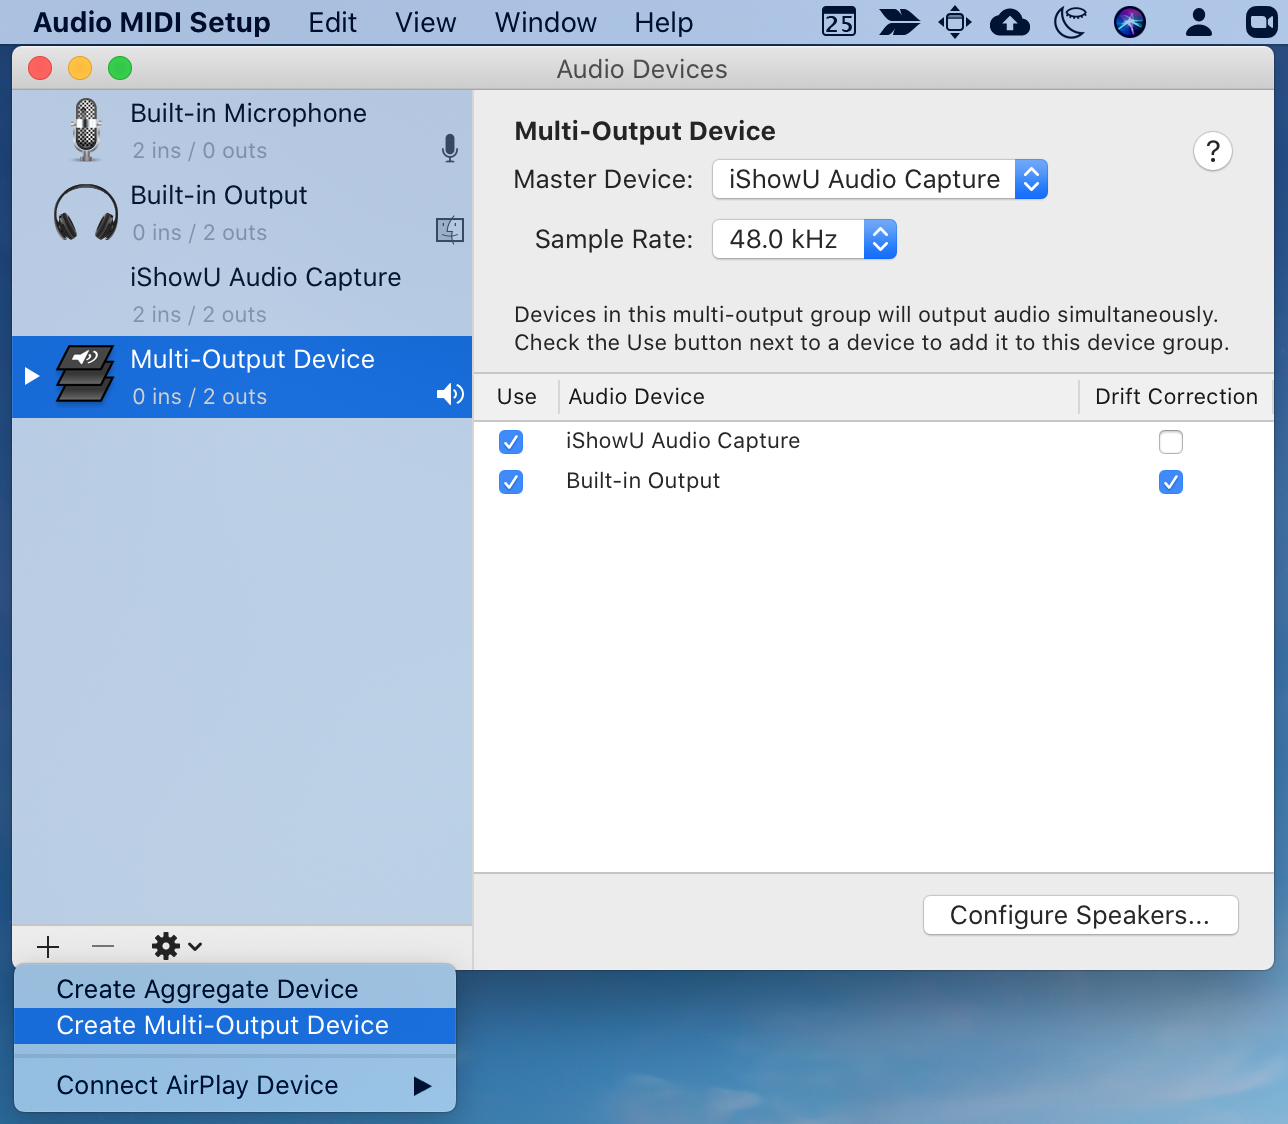 Audio MIDI Setup Edit View Window Help 25
Audio Devices
Built-in Microphone
2 ins / 0 outs
Built-in Output
0 ins / 2 outs
iShowU Audio Capture
2 ins / 2 outs
Multi-Output Device
0 ins / 2 outs
Multi-Output Device
?
Master Device: iShowU Audio Capture
Sample Rate: 48.0 kHz
Devices in this multi-output group will output audio simultaneously.
Check the Use button next to a device to add it to this device group.
Use Audio Device Drift Correction
iShowU Audio Capture
Built-in Output
Configure Speakers...
Create Aggregate Device
Create Multi-Output Device
Connect AirPlay Device